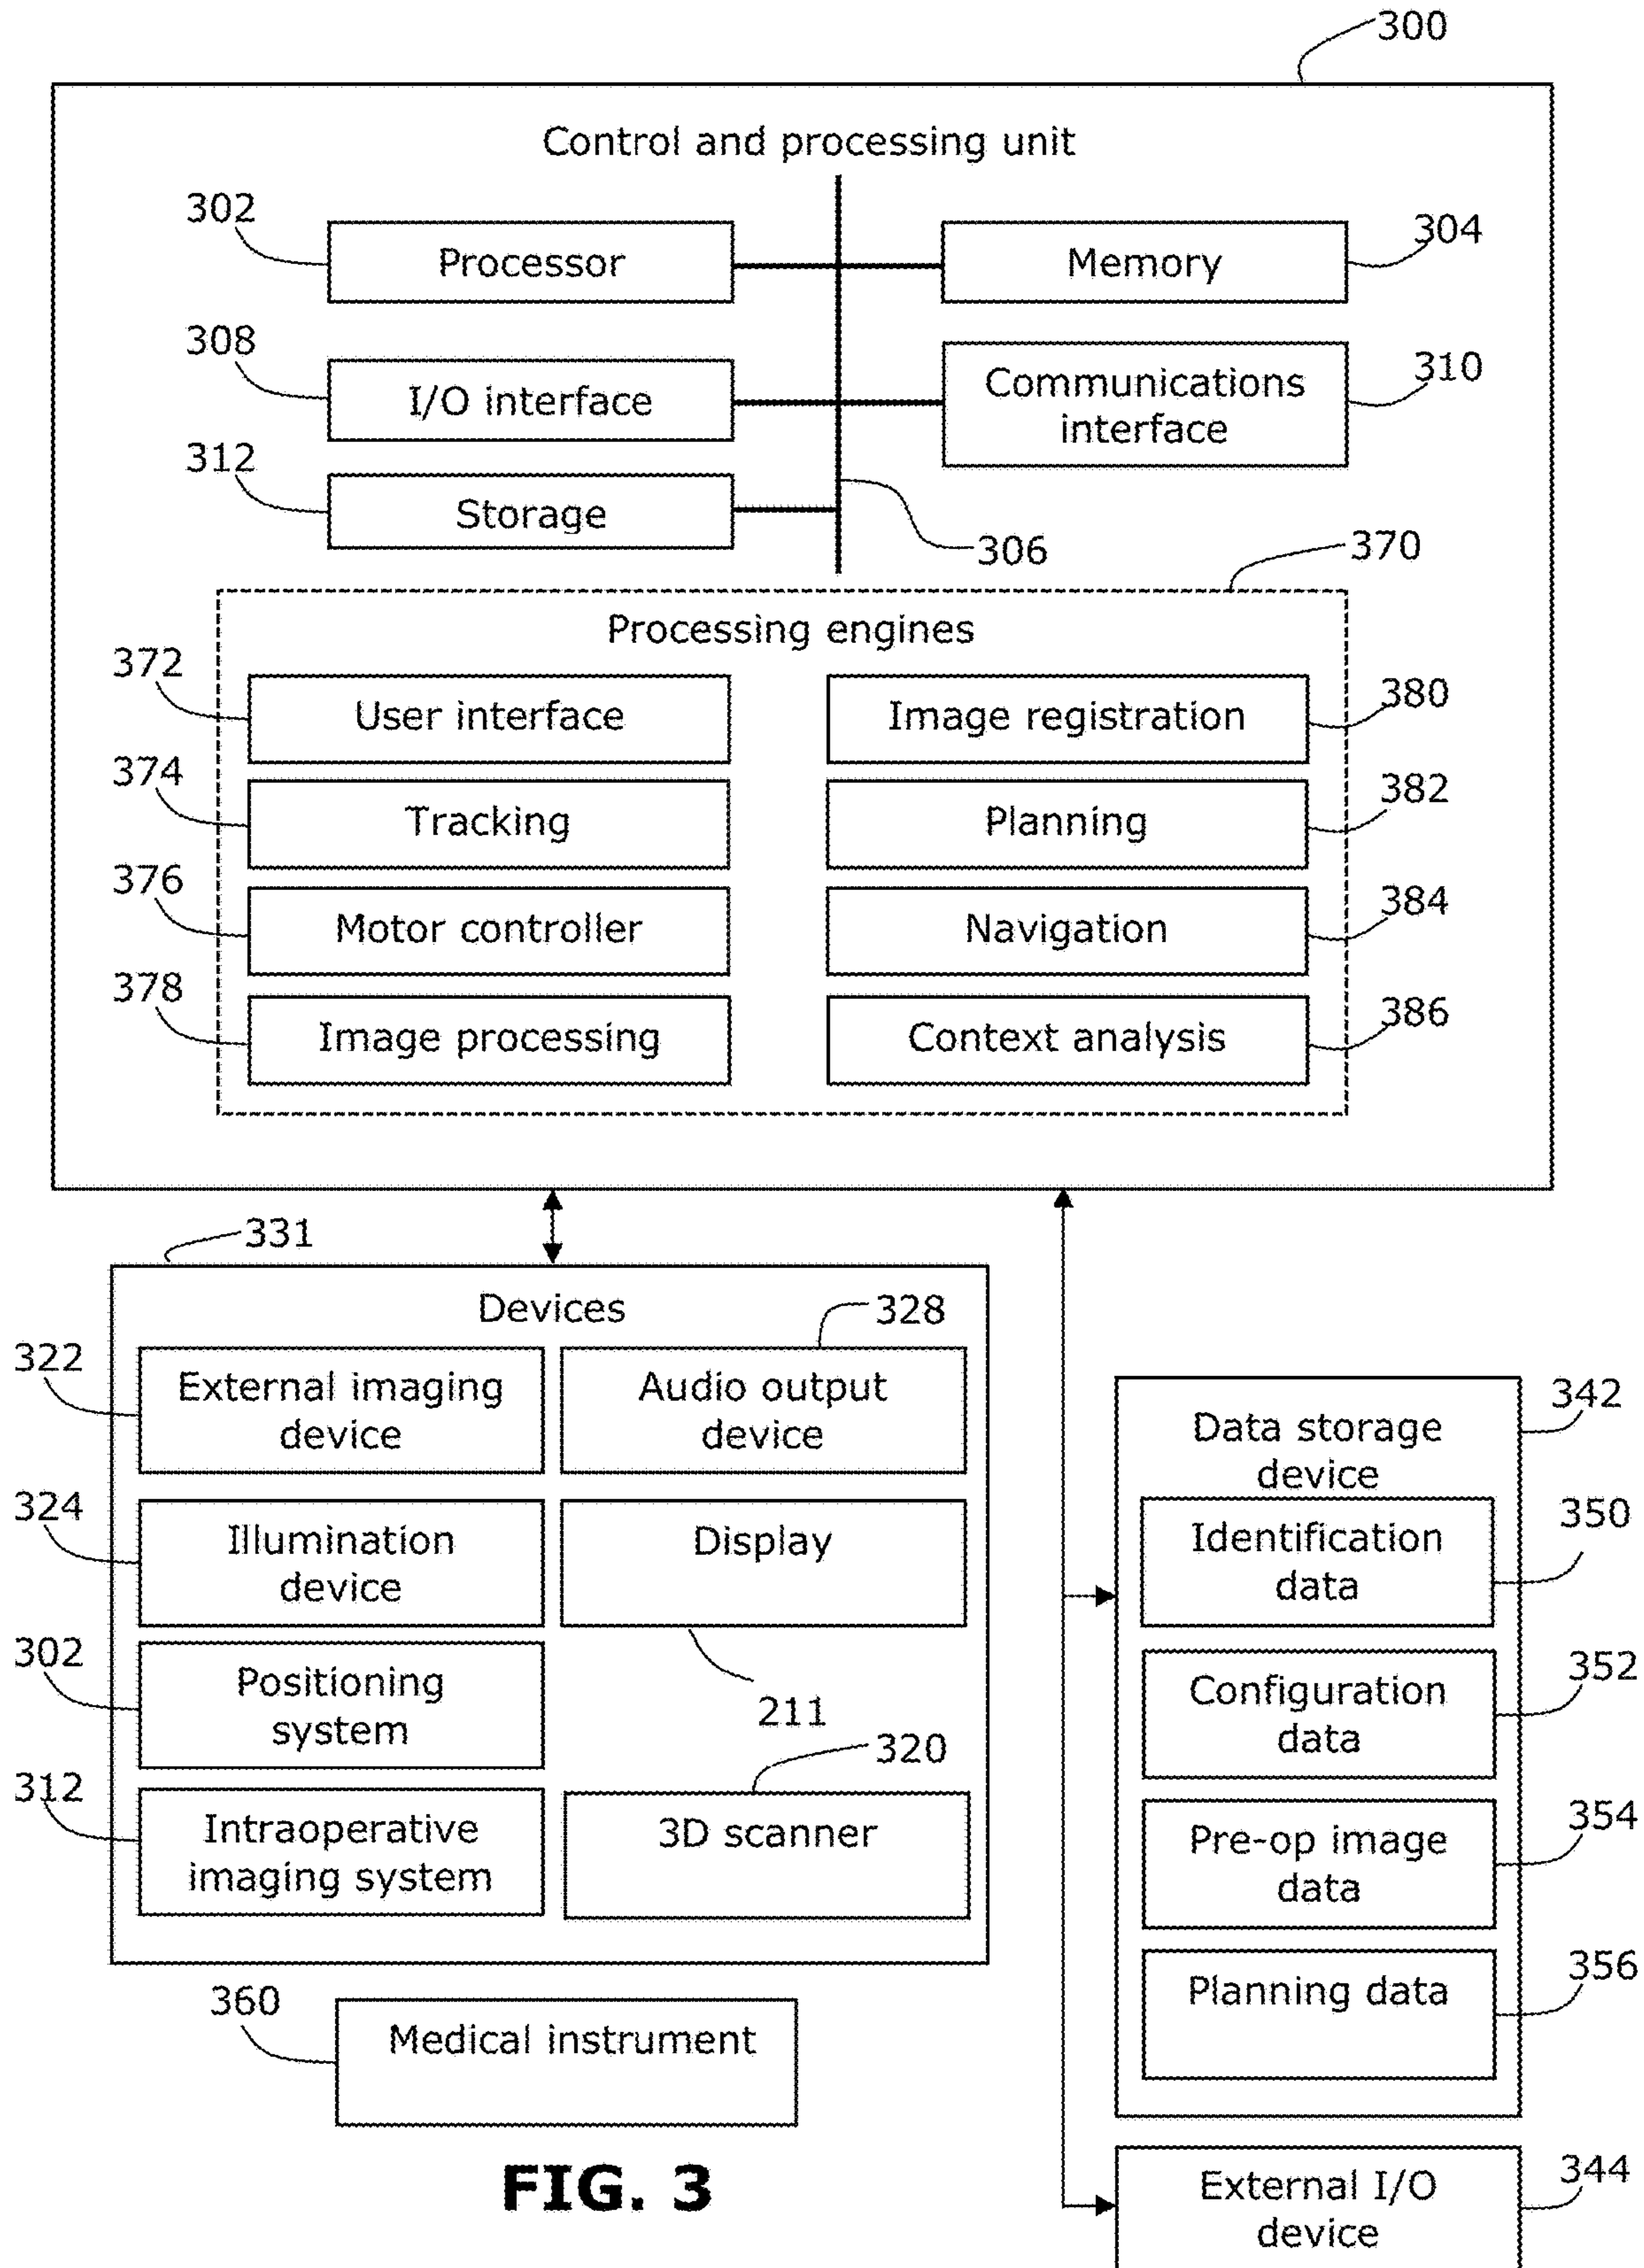 300
Control and processing unit
302
Processor
304
Memory
308
I/O interface
310
Communications
interface
312
Storage
306
370
Processing engines
372
User interface
380
Image registration
374
Tracking
382
Planning
376
Motor controller
384
Navigation
378
Image processing
386
Context analysis
331
Devices
328
322
External imaging
device
Audio output
device
324
Illumination
device
Display
211
302
Positioning
system
320
312
Intraoperative
imaging system
3D scanner
360
Medical instrument
342
Data storage
device
350
Identification
data
352
Configuration
data
354
Pre-op image
data
356
Planning data
344
External I/O
device
FIG. 3